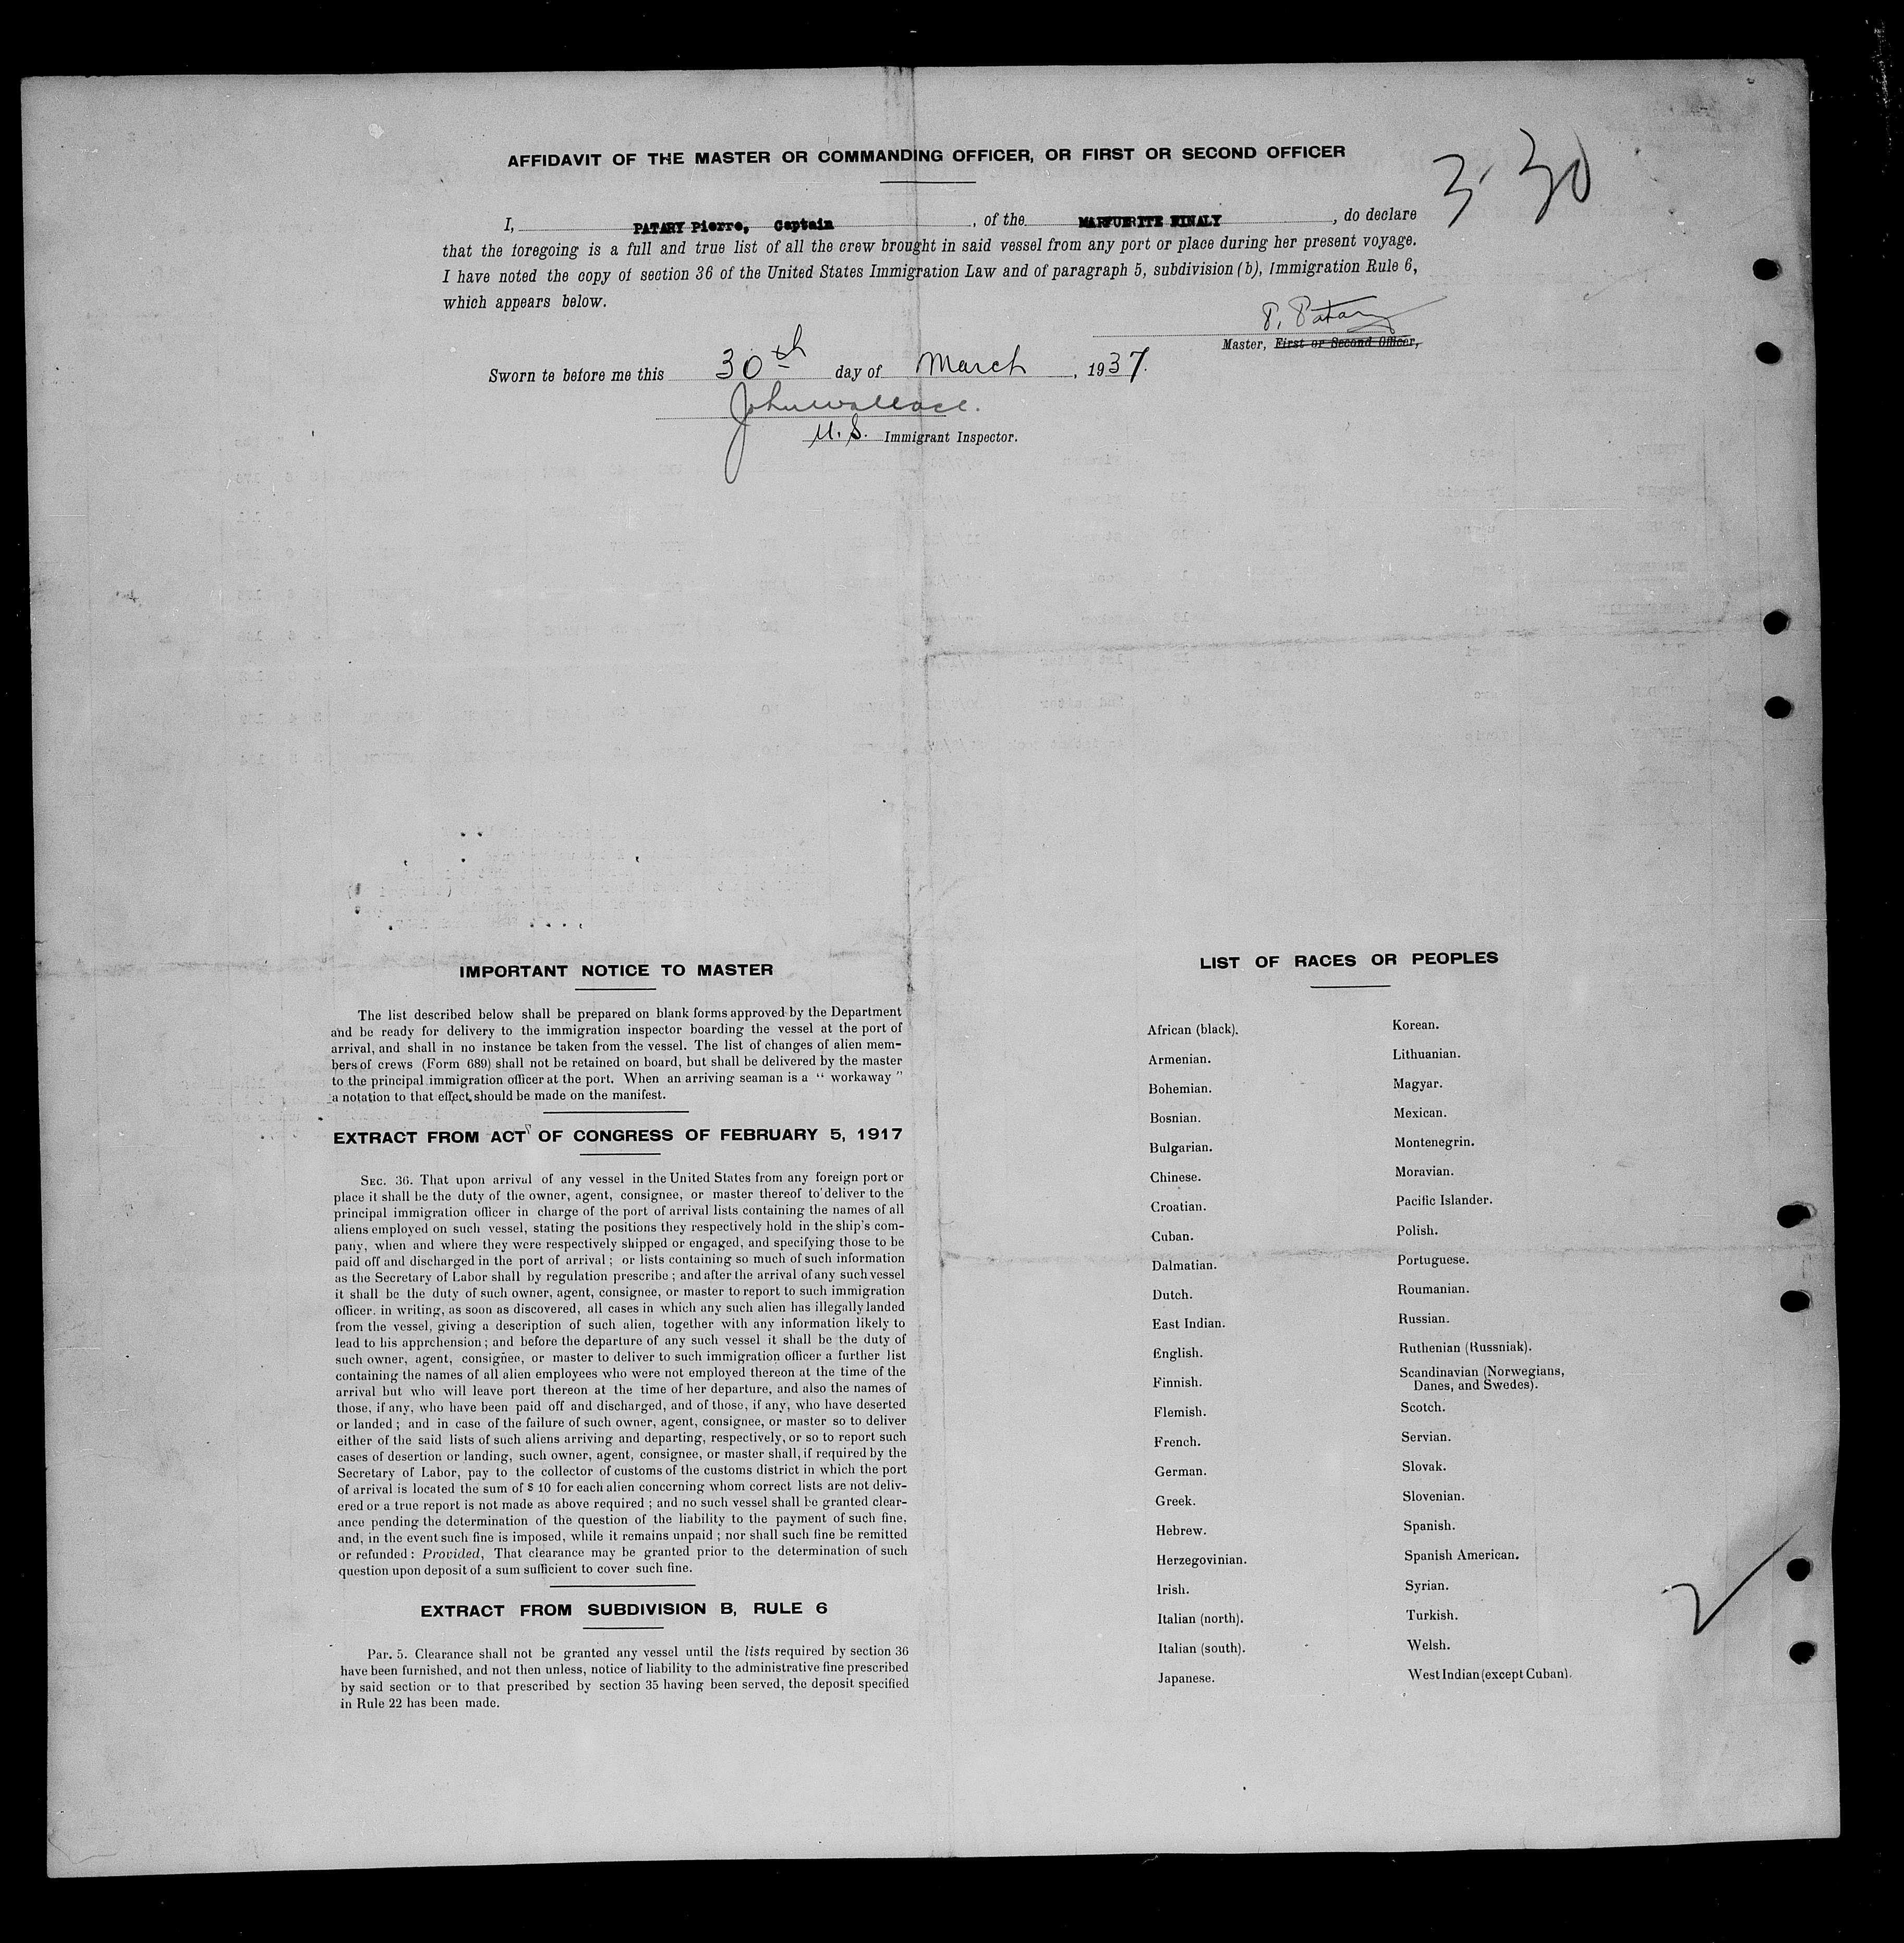 AFFIDAVIT OF THE MASTER OR COMMANDING OFFICER, OR FIRST OR SECOND OFFICER
3 30
I, PATARY Pierre, Captain, of the MARFUERITE FINALY, do declare
that the foregoing is a full and true list of all the crew brought in said vessel from any port or place during her present voyage.
I have noted the copy of section 36 of the United States Immigration Law and of paragraph 5, subdivision (b), Immigration Rule 6,
which appears below.
P. Patary
Master, First or Second Officer,
Sworn te before me this 30th day of March, 1937.
John Wallace.
U.S. Immigrant Inspector.
IMPORTANT NOTICE TO MASTER
The list described below shall be prepared on blank forms approved by the Department
and be ready for delivery to the immigration inspector boarding the vessel at the port of
arrival, and shall in no instance be taken from the vessel. The list of changes of alien mem-
bers of crews (Form 689) shall not be retained on board, but shall be delivered by the master
to the principal immigration officer at the port. When an arriving seaman is a “ workaway ”
a notation to that effect should be made on the manifest.
EXTRACT FROM ACT OF CONGRESS OF FEBRUARY 5, 1917
SEC. 36. That upon arrival of any vessel in the United States from any foreign port or
place it shall be the duty of the owner, agent, consignee, or master thereof to deliver to the
principal immigration officer in charge of the port of arrival lists containing the names of all
aliens employed on such vessel, stating the positions they respectively hold in the ship's com-
pany, when and where they were respectively shipped or engaged, and specifying those to be
paid off and discharged in the port of arrival ; or lists containing so much of such information
as the Secretary of Labor shall by regulation prescribe ; and after the arrival of any such vessel
it shall be the duty of such owner, agent, consignee, or master to report to such immigration
officer. in writing, as soon as discovered, all cases in which any such alien has illegally landed
from the vessel, giving a description of such alien, together with any information likely to
lead to his apprehension ; and before the departure of any such vessel it shall be the duty of
such owner, agent, consignee, or master to deliver to such immigration officer a further list
containing the names of all alien employees who were not employed thereon at the time of the
arrival but who will leave port thereon at the time of her departure, and also the names of
those, if any, who have been paid off and discharged, and of those, if any, who have deserted
or landed ; and in case of the failure of such owner, agent, consignee, or master so to deliver
either of the said lists of such aliens arriving and departing, respectively, or so to report such
cases of desertion or landing, such owner, agent, consignee, or master shall, if required by the
Secretary of Labor, pay to the collector of customs of the customs district in which the port
of arrival is located the sum of $ 10 for each alien concerning whom correct lists are not deliv-
ered or a true report is not made as above required ; and no such vessel shall be granted clear-
ance pending the determination of the question of the liability to the payment of such fine,
and, in the event such fine is imposed, while it remains unpaid ; nor shall such fine be remitted
or refunded : Provided, That clearance may be granted prior to the determination of such
question upon deposit of a sum sufficient to cover such fine.
EXTRACT FROM SUBDIVISION B, RULE 6
Par. 5. Clearance shall not be granted any vessel until the lists required by section 36
have been furnished, and not then unless, notice of liability to the administrative fine prescribed
by said section or to that prescribed by section 35 having been served, the deposit specified
in Rule 22 has been made.
LIST OF RACES OR PEOPLES
African (black).
Armenian.
Bohemian.
Bosnian.
Bulgarian.
Chinese.
Croatian.
Cuban.
Dalmatian.
Dutch.
East Indian.
English.
Finnish.
Flemish.
French.
German.
Greek.
Hebrew.
Herzegovinian.
Irish.
Italian (north).
Italian (south).
Japanese.
Korean.
Lithuanian.
Magyar.
Mexican.
Montenegrin.
Moravian.
Pacific Islander.
Polish.
Portuguese.
Roumanian.
Russian.
Ruthenian (Russniak).
Scandinavian (Norwegians,
Danes, and Swedes).
Scotch.
Servian.
Slovak.
Slovenian.
Spanish.
Spanish American.
Syrian.
Turkish.
Welsh.
West Indian (except Cuban).